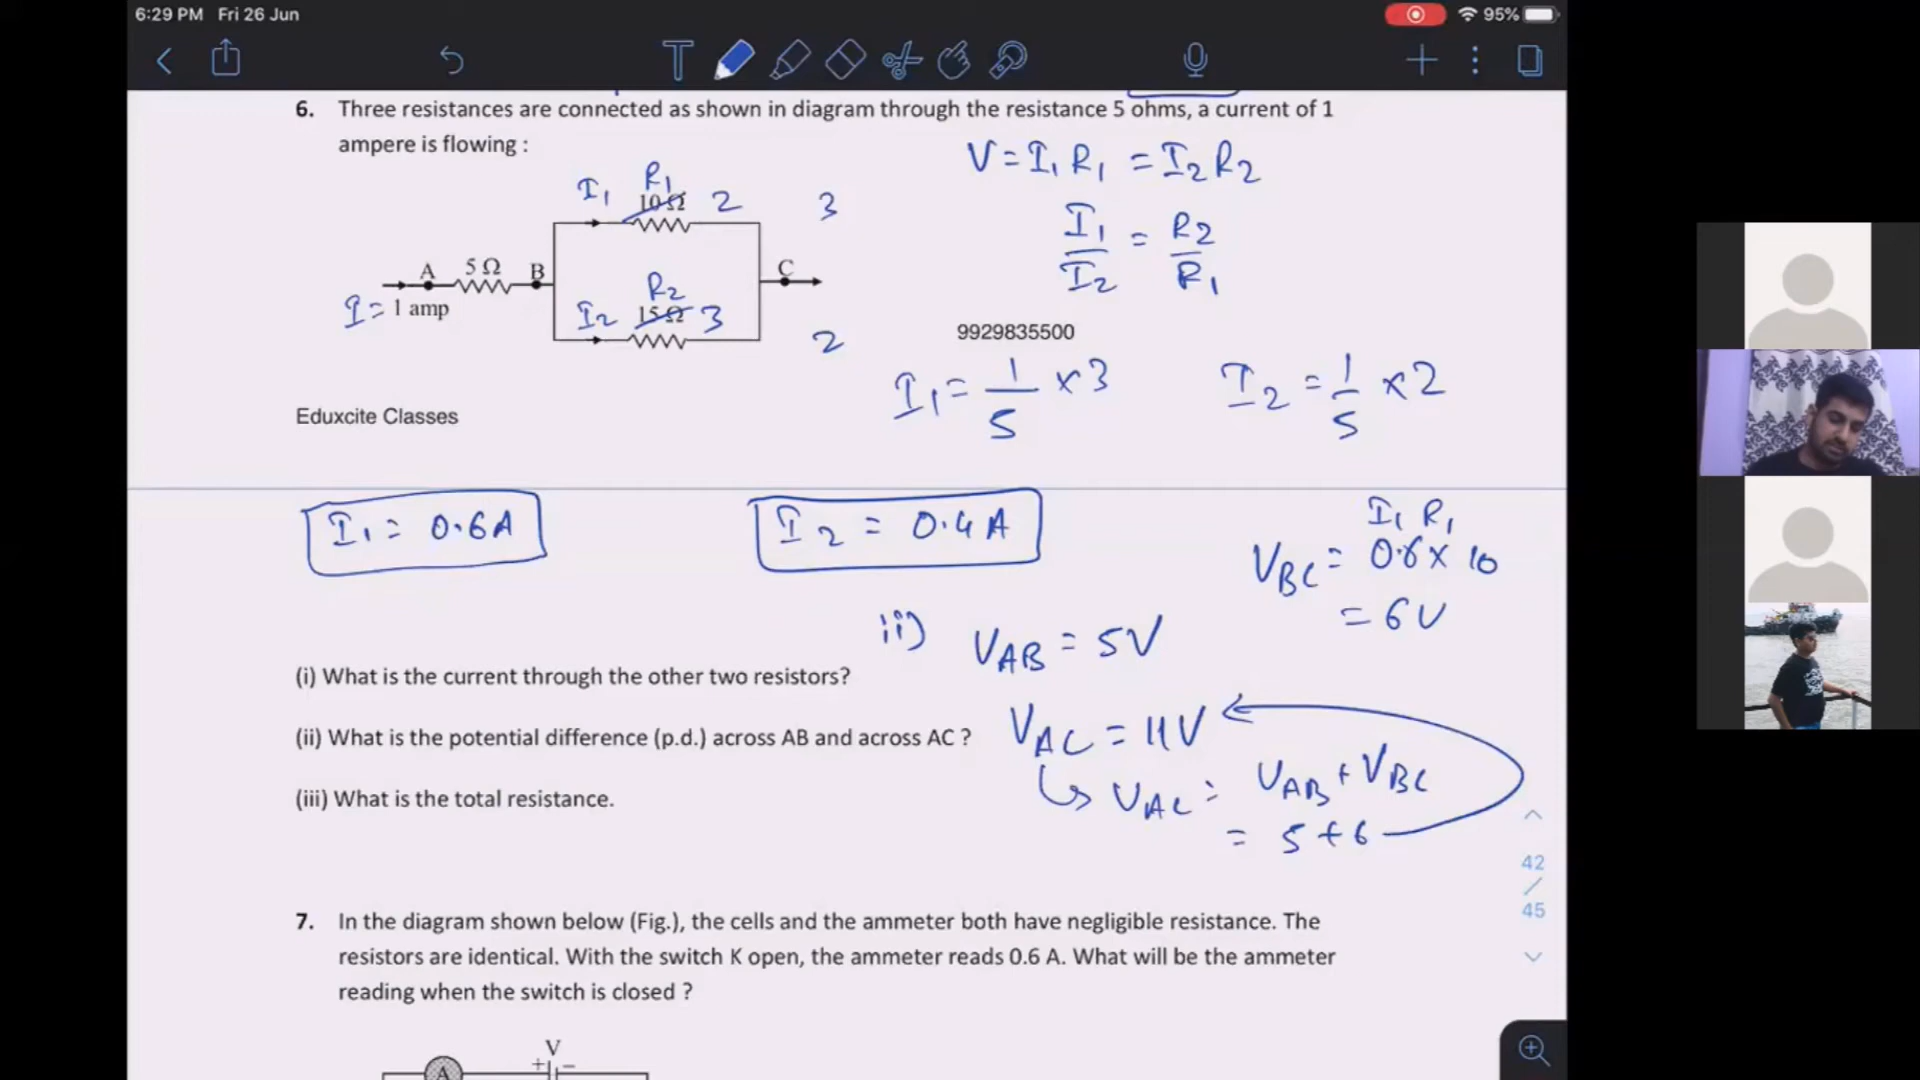 6:29 PM Fri 26 Jun
95%
6. Three resistances are connected as shown in diagram through the resistance 5 ohms, a current of 1
ampere is flowing :
V = I1 R1 = I2 R2
I1 R1
10 Ω 2 3
I1/I2 = R2/R1
A 5 Ω B C
I = 1 amp
R2
I2 15 Ω 3 2
9929835500
I1 = 1/5 × 3 I2 = 1/5 × 2
Eduxcite Classes
I1 = 0.6A I2 = 0.4 A
I1 R1
VBC = 0.6 × 10
= 6V
ii) VAB = 5V
(i) What is the current through the other two resistors?
VAC = 11V
(ii) What is the potential difference (p.d.) across AB and across AC ?
VAC = VAB + VBC
= 5 + 6
(iii) What is the total resistance.
42
/
45
7. In the diagram shown below (Fig.), the cells and the ammeter both have negligible resistance. The
resistors are identical. With the switch K open, the ammeter reads 0.6 A. What will be the ammeter
reading when the switch is closed ?
V
+ −
A